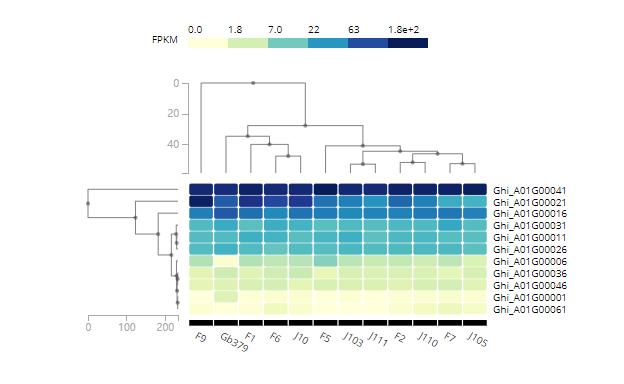 0.0 1.8 7.0 22 63 1.8e+2
FPKM
0
20
40
Ghi_A01G00041
Ghi_A01G00021
Ghi_A01G00016
Ghi_A01G00031
Ghi_A01G00011
Ghi_A01G00026
Ghi_A01G00006
Ghi_A01G00036
Ghi_A01G00046
Ghi_A01G00001
Ghi_A01G00061
0 100 200
F9 Gb379 F1 F6 J10 F5 J103 J111 F2 J110 F7 J105